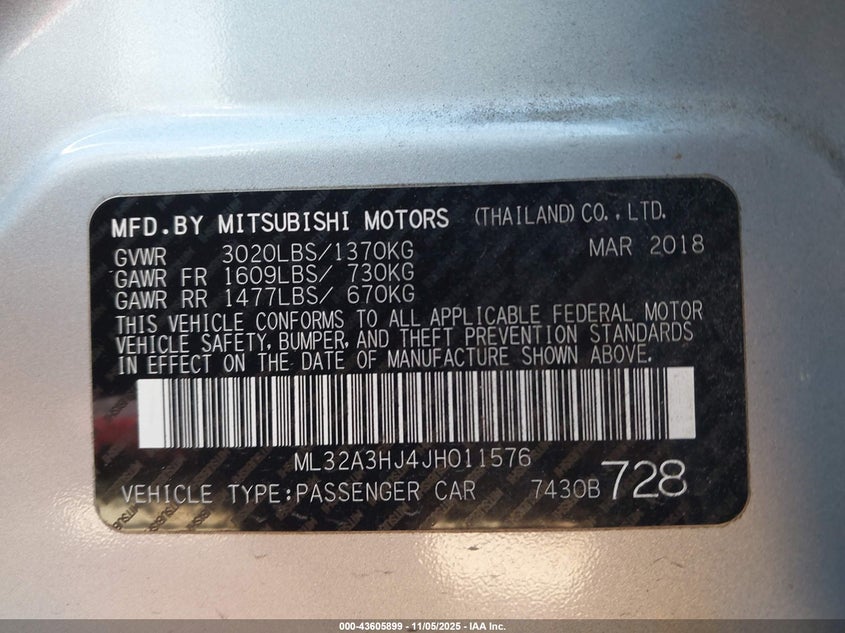 MFD.BY MITSUBISHI MOTORS (THAILAND)CO.,LTD.
GVWR 3020LBS/1370KG MAR 2018
GAWR FR 1609LBS/ 730KG
GAWR RR 1477LBS/ 670KG
THIS VEHICLE CONFORMS TO ALL APPLICABLE FEDERAL MOTOR
VEHICLE SAFETY, BUMPER, AND THEFT PREVENTION STANDARDS
IN EFFECT ON THE DATE OF MANUFACTURE SHOWN ABOVE.
ML32A3HJ4JH011576
VEHICLE TYPE:PASSENGER CAR 7430B 728
000-43605899 - 11/05/2025 - IAA Inc.